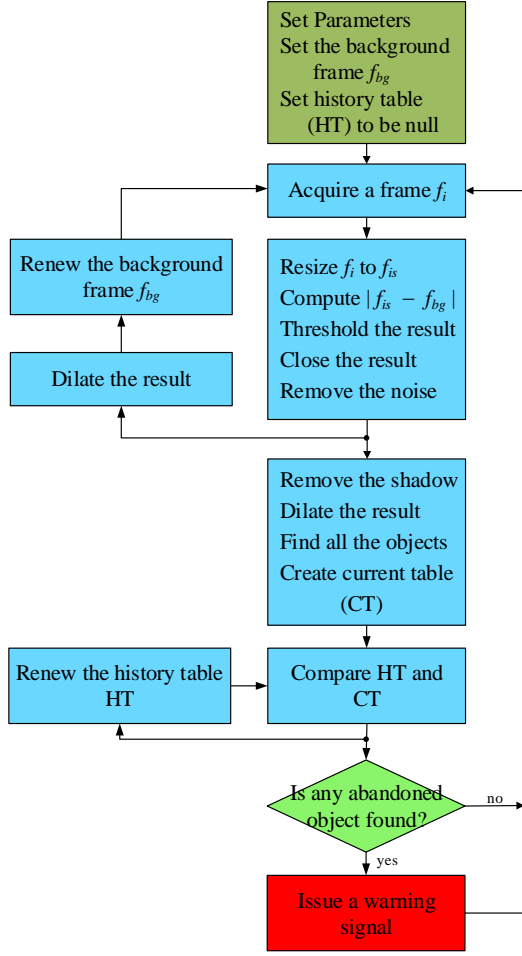 Set Parameters
Set the background
frame f_bg
Set history table
(HT) to be null
Acquire a frame f_i
Renew the background
frame f_bg
Dilate the result
Resize f_i to f_is
Compute | f_is − f_bg |
Threshold the result
Close the result
Remove the noise
Remove the shadow
Dilate the result
Find all the objects
Create current table
(CT)
Renew the history table
HT
Compare HT and
CT
Is any abandoned
object found?
no
yes
Issue a warning
signal